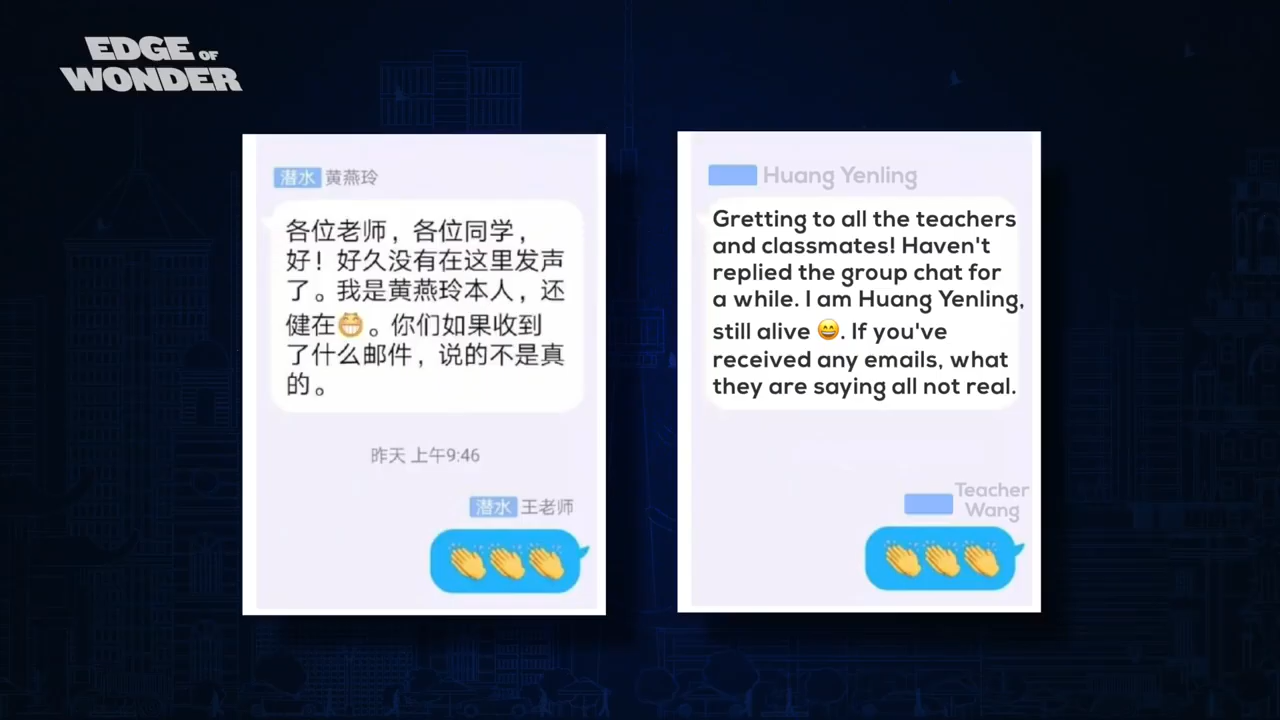 EDGE OF
WONDER
潜水 黄燕玲
各位老师，各位同学，
好！好久没有在这里发声
了。我是黄燕玲本人，还
健在😁。你们如果收到
了什么邮件，说的不是真
的。
昨天 上午9:46
潜水 王老师
👏👏👏
Huang Yenling
Gretting to all the teachers
and classmates! Haven't
replied the group chat for
a while. I am Huang Yenling,
still alive 😄. If you've
received any emails, what
they are saying all not real.
Teacher
Wang
👏👏👏